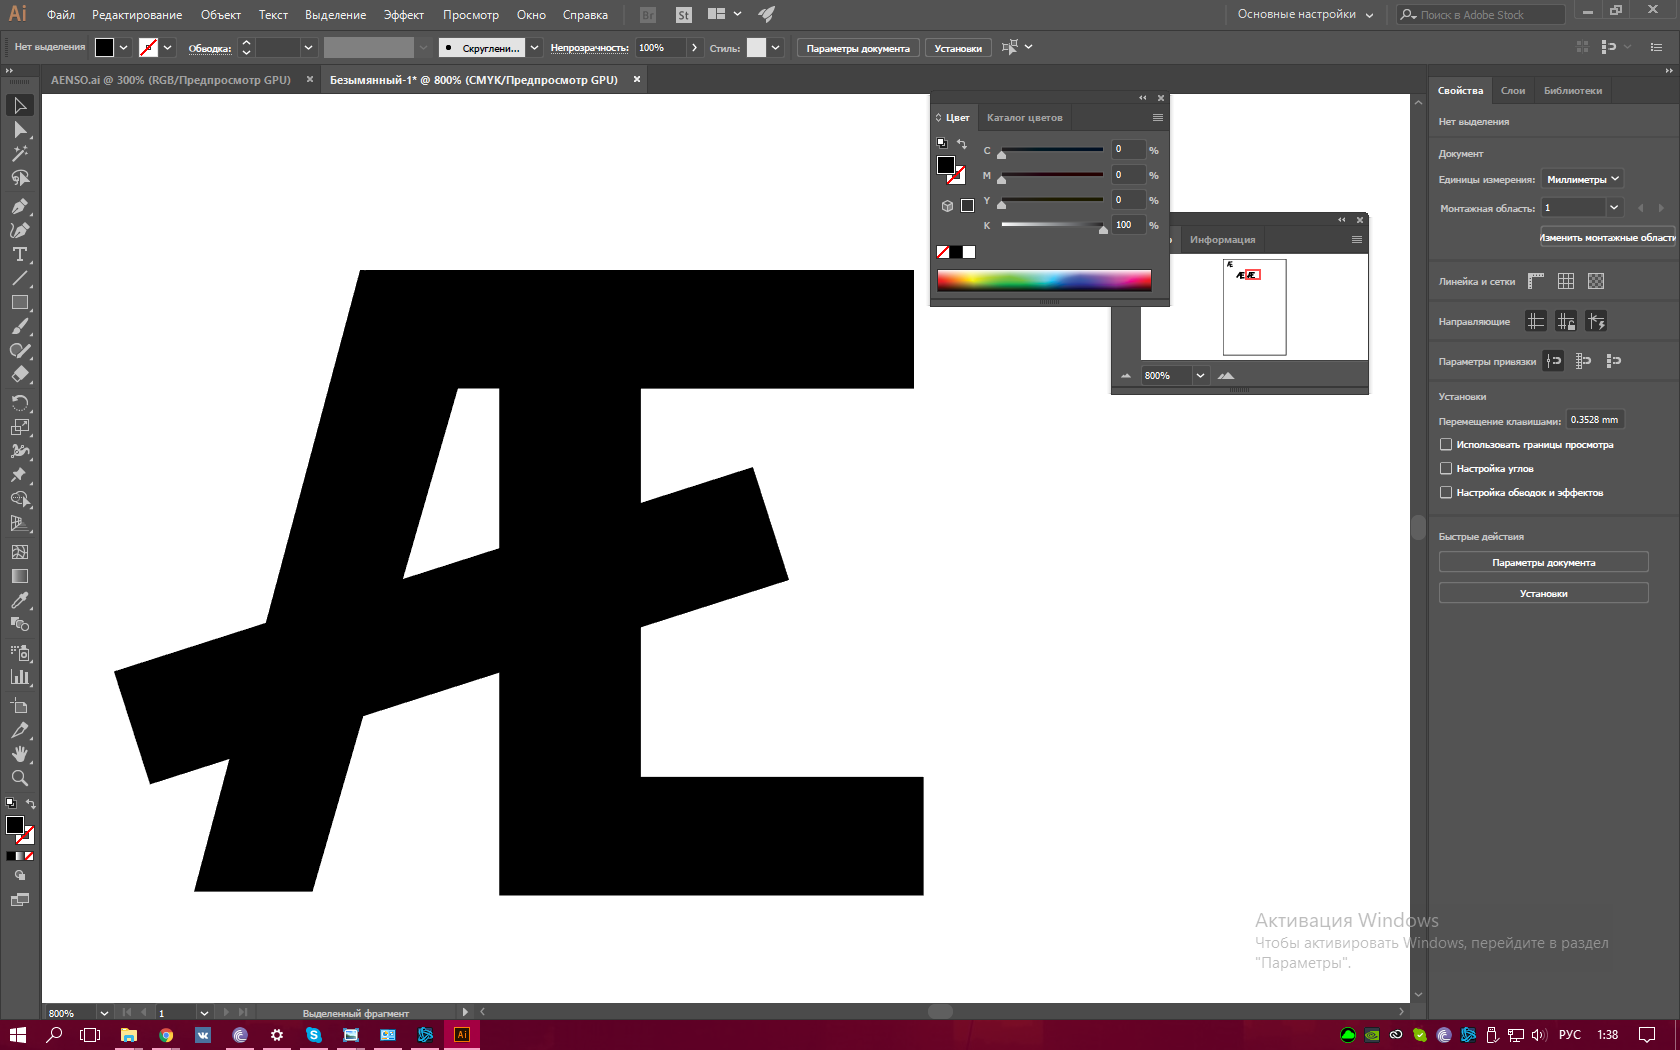 Ai Файл Редактирование Объект Текст Выделение Эффект Просмотр Окно Справка Br St Основные настройки Поиск в Adobe Stock
Нет выделения Обводка: Скруглени... Непрозрачность: 100% Стиль: Параметры документа Установки
AENSO.ai @ 300% (RGB/Предпросмотр GPU) × Безымянный-1* @ 800% (CMYK/Предпросмотр GPU) ×
Цвет Каталог цветов
C 0 %
M 0 %
Y 0 %
K 100 %
Информация
Æ
Æ Æ
800%
Свойства Слои Библиотеки
Нет выделения
Документ
Единицы измерения: Миллиметры
Монтажная область: 1
Изменить монтажные области
Линейка и сетки
Направляющие
Параметры привязки
Установки
Перемещение клавишами: 0.3528 mm
Использовать границы просмотра
Настройка углов
Настройка обводок и эффектов
Быстрые действия
Параметры документа
Установки
Æ
Активация Windows
Чтобы активировать Windows, перейдите в раздел
"Параметры".
800% 1 Выделенный фрагмент
Ai РУС 1:38